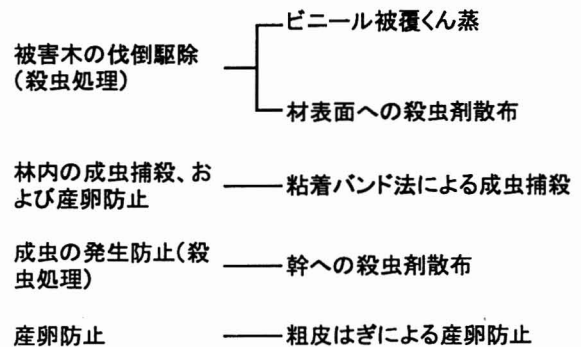 被害木の伐倒駆除
(殺虫処理)
ビニール被覆くん蒸
材表面への殺虫剤散布
林内の成虫捕殺、お
よび産卵防止
粘着バンド法による成虫捕殺
成虫の発生防止(殺
虫処理)
幹への殺虫剤散布
産卵防止
粗皮はぎによる産卵防止